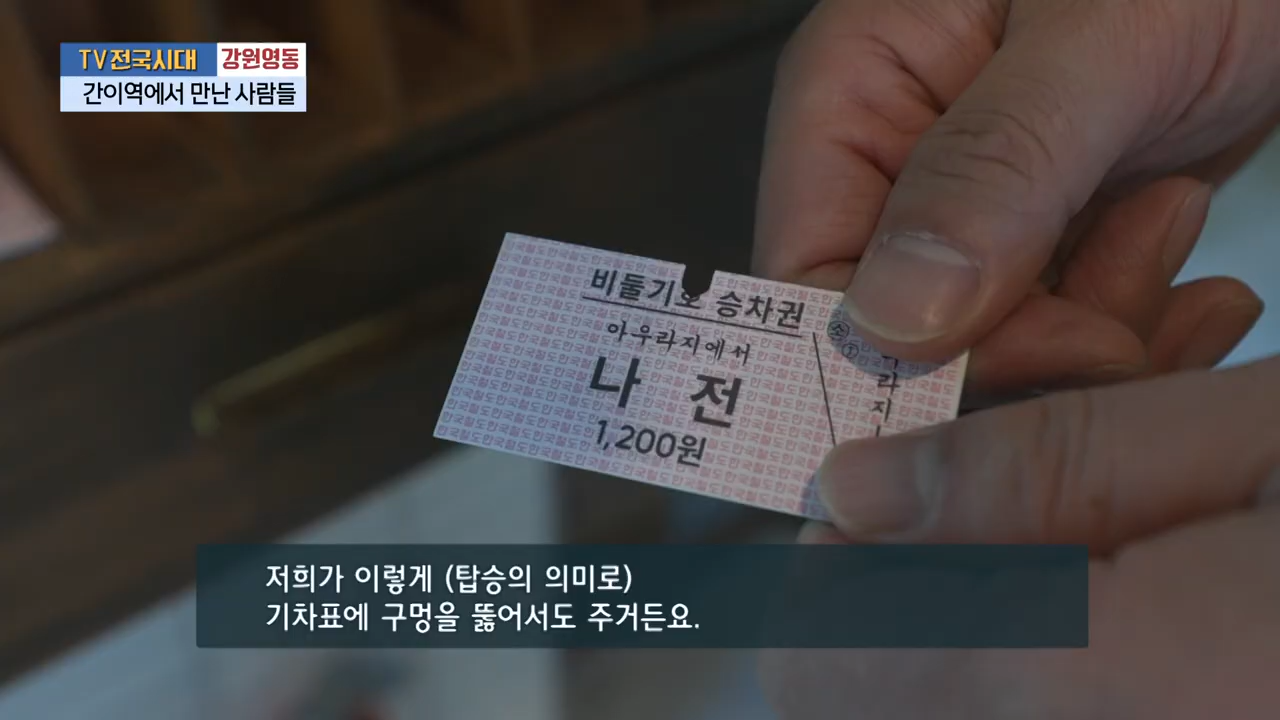 TV전국시대 강원영동
간이역에서 만난 사람들
비둘기호 승차권
아우라지에서
나 전
1,200원
소
라지
저희가 이렇게 (탑승의 의미로)
기차표에 구멍을 뚫어서도 주거든요.